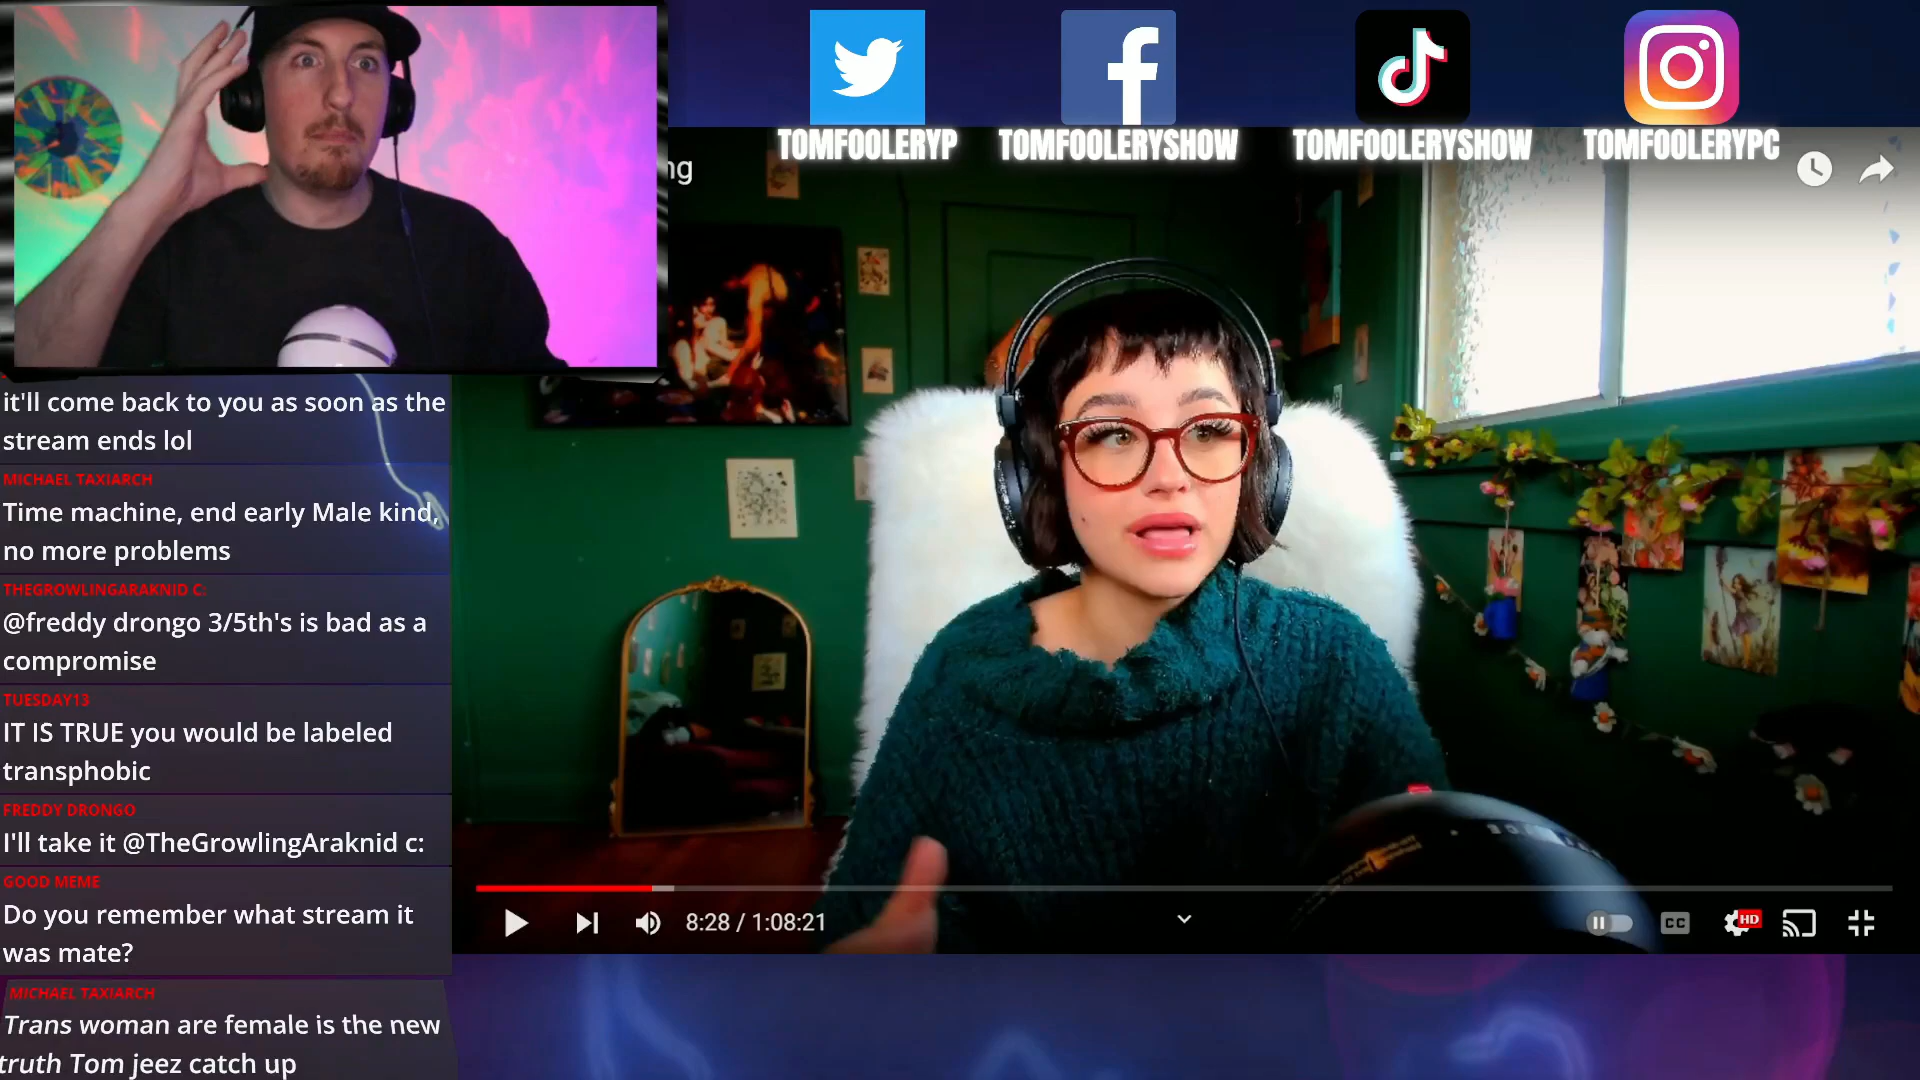 TOMFOOLERYP
TOMFOOLERYSHOW
TOMFOOLERYSHOW
TOMFOOLERYPC
ng
it'll come back to you as soon as the
stream ends lol
MICHAEL TAXIARCH
Time machine, end early Male kind,
no more problems
THEGROWLINGARAKNID C:
@freddy drongo 3/5th's is bad as a
compromise
TUESDAY13
IT IS TRUE you would be labeled
transphobic
FREDDY DRONGO
I'll take it @TheGrowlingAraknid c:
GOOD MEME
Do you remember what stream it
was mate?
MICHAEL TAXIARCH
Trans woman are female is the new
truth Tom jeez catch up
8:28 / 1:08:21
CC
HD